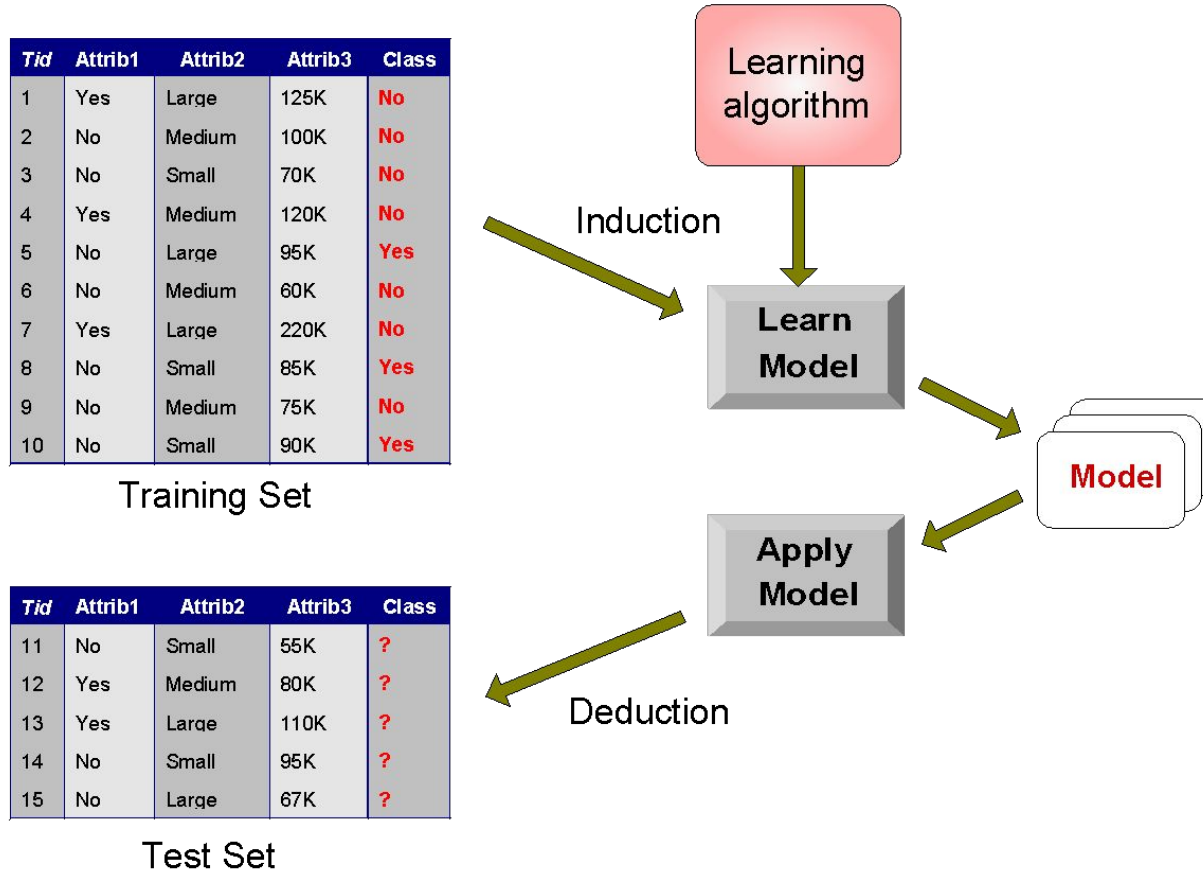 Tid Attrib1 Attrib2 Attrib3 Class
1 Yes Large 125K No
2 No Medium 100K No
3 No Small 70K No
4 Yes Medium 120K No
5 No Large 95K Yes
6 No Medium 60K No
7 Yes Large 220K No
8 No Small 85K Yes
9 No Medium 75K No
10 No Small 90K Yes
Training Set
Learning
algorithm
Induction
Learn
Model
Model
Apply
Model
Deduction
Tid Attrib1 Attrib2 Attrib3 Class
11 No Small 55K ?
12 Yes Medium 80K ?
13 Yes Large 110K ?
14 No Small 95K ?
15 No Large 67K ?
Test Set